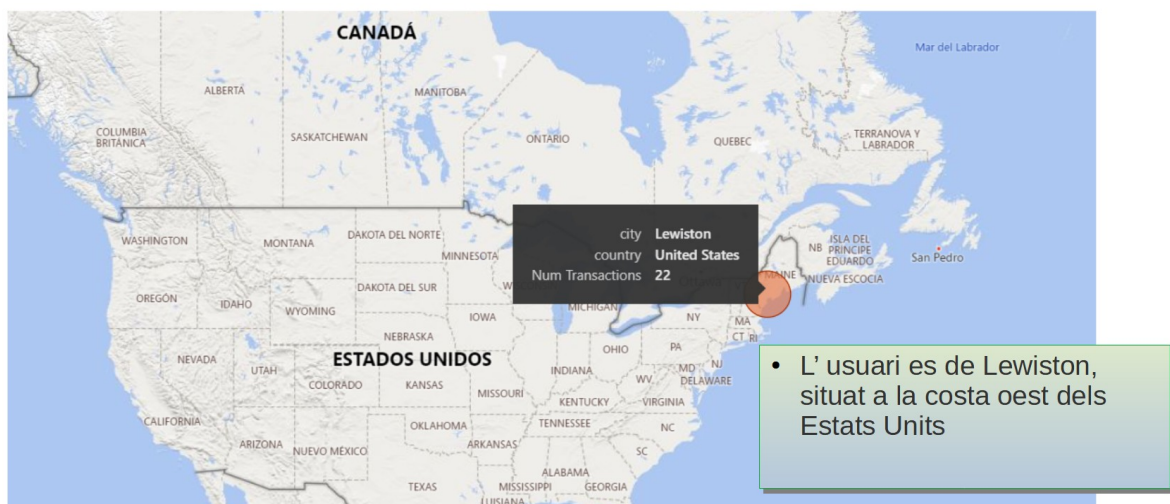 CANADÁ
Mar del Labrador
ALBERTA
MANITOBA
COLUMBIA
BRITÁNICA
SASKATCHEWAN
ONTARIO
QUEBEC
TERRANOVA Y
LABRADOR
WASHINGTON
MONTANA
DAKOTA DEL NORTE
MINNESOTA
city Lewiston
country United States
Num Transactions 22
NB
ISLA DEL
PRÍNCIPE
EDUARDO
San Pedro
MAINE
NUEVA ESCOCIA
OREGÓN
IDAHO
WYOMING
DAKOTA DEL SUR
MICHIGAN
IOWA
NY
MA
CT
RI
NEBRASKA
ESTADOS UNIDOS
NEVADA
UTAH
COLORADO
KANSAS
MISSOURI
INDIANA
OHIO
PA
NJ
MD
DELAWARE
WV
KENTUCKY
VIRGINIA
CALIFORNIA
ARIZONA
NUEVO MÉXICO
OKLAHOMA
ARKANSAS
TENNESSEE
NC
SC
TEXAS
MISSISSIPPI
ALABAMA
GEORGIA
LUISIANA
• L’ usuari es de Lewiston,
situat a la costa oest dels
Estats Units